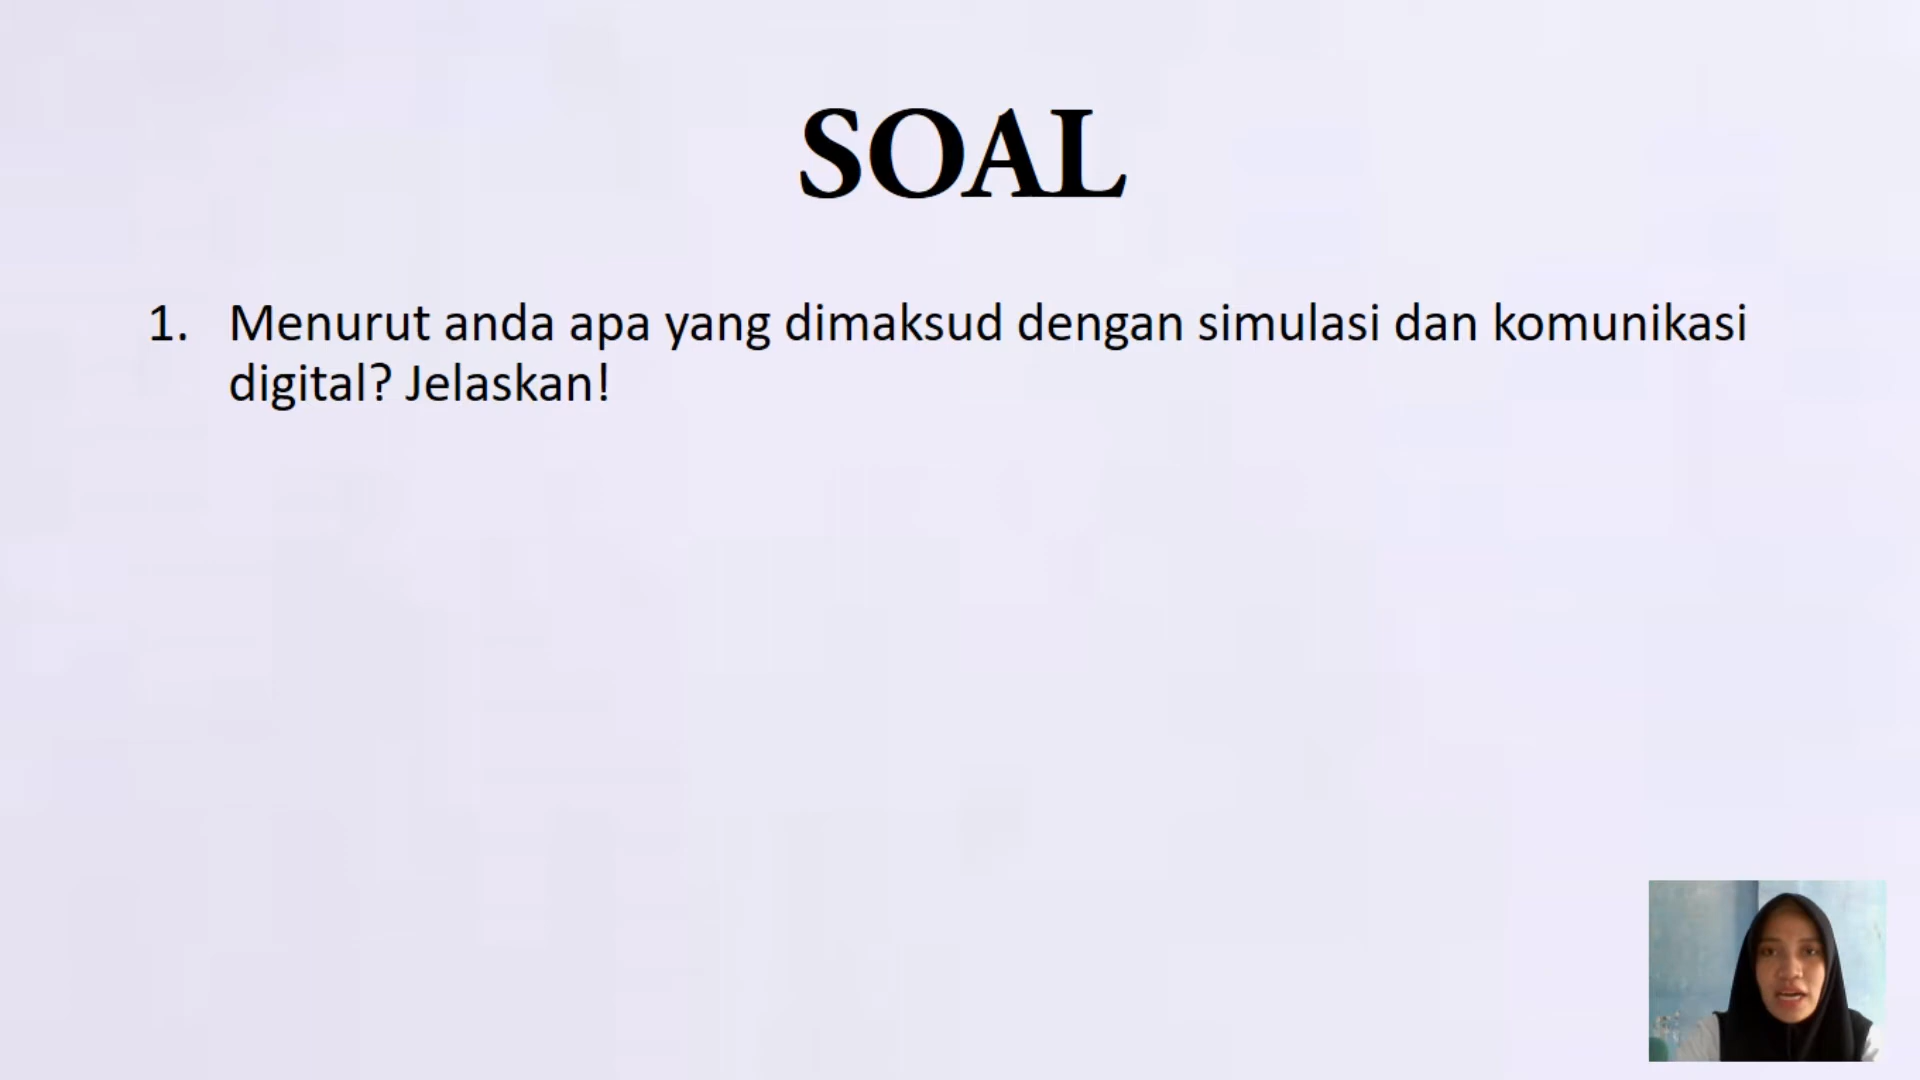 SOAL
1. Menurut anda apa yang dimaksud dengan simulasi dan komunikasi
digital? Jelaskan!